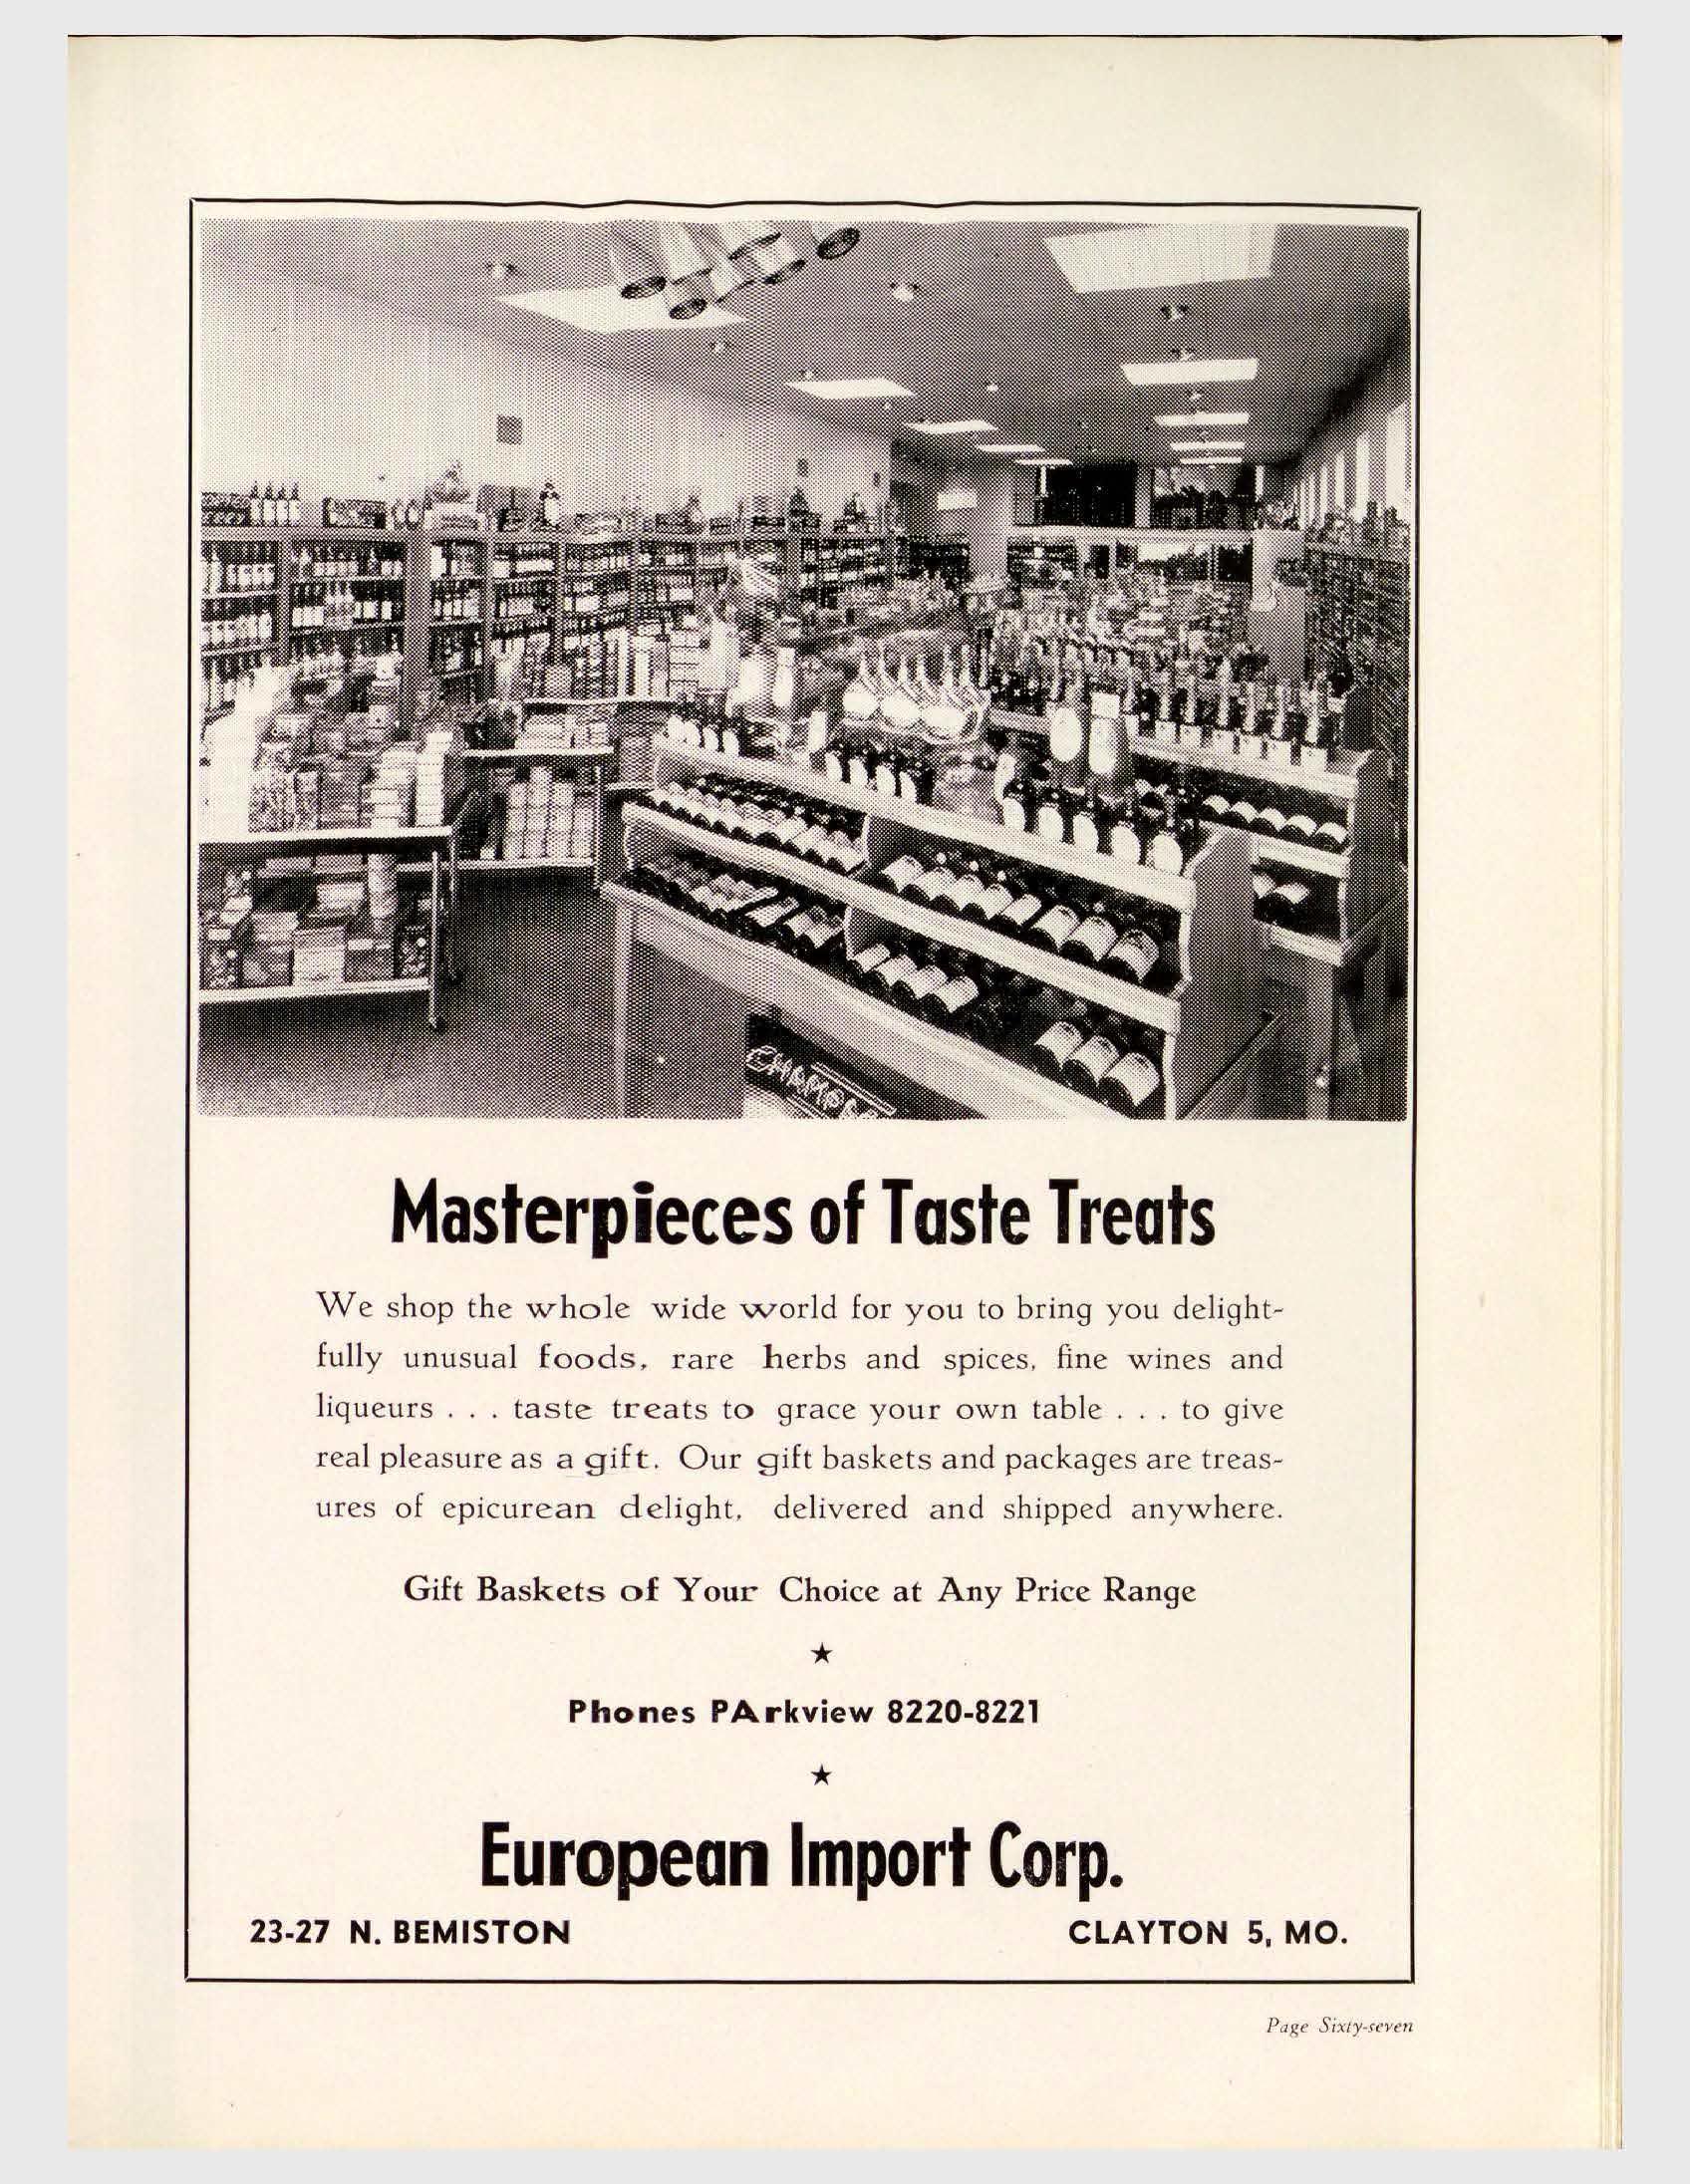 Masterpieces of Taste Treats
We shop the whole wide world for you to bring you delight-
fully unusual foods, rare herbs and spices, fine wines and
liqueurs . . . taste treats to grace your own table . . . to give
real pleasure as a gift. Our gift baskets and packages are treas-
ures of epicurean delight, delivered and shipped anywhere.
Gift Baskets of Your Choice at Any Price Range
★
Phones PArkview 8220-8221
★
European Import Corp.
23-27 N. BEMISTON CLAYTON 5, MO.
Page Sixty-seven